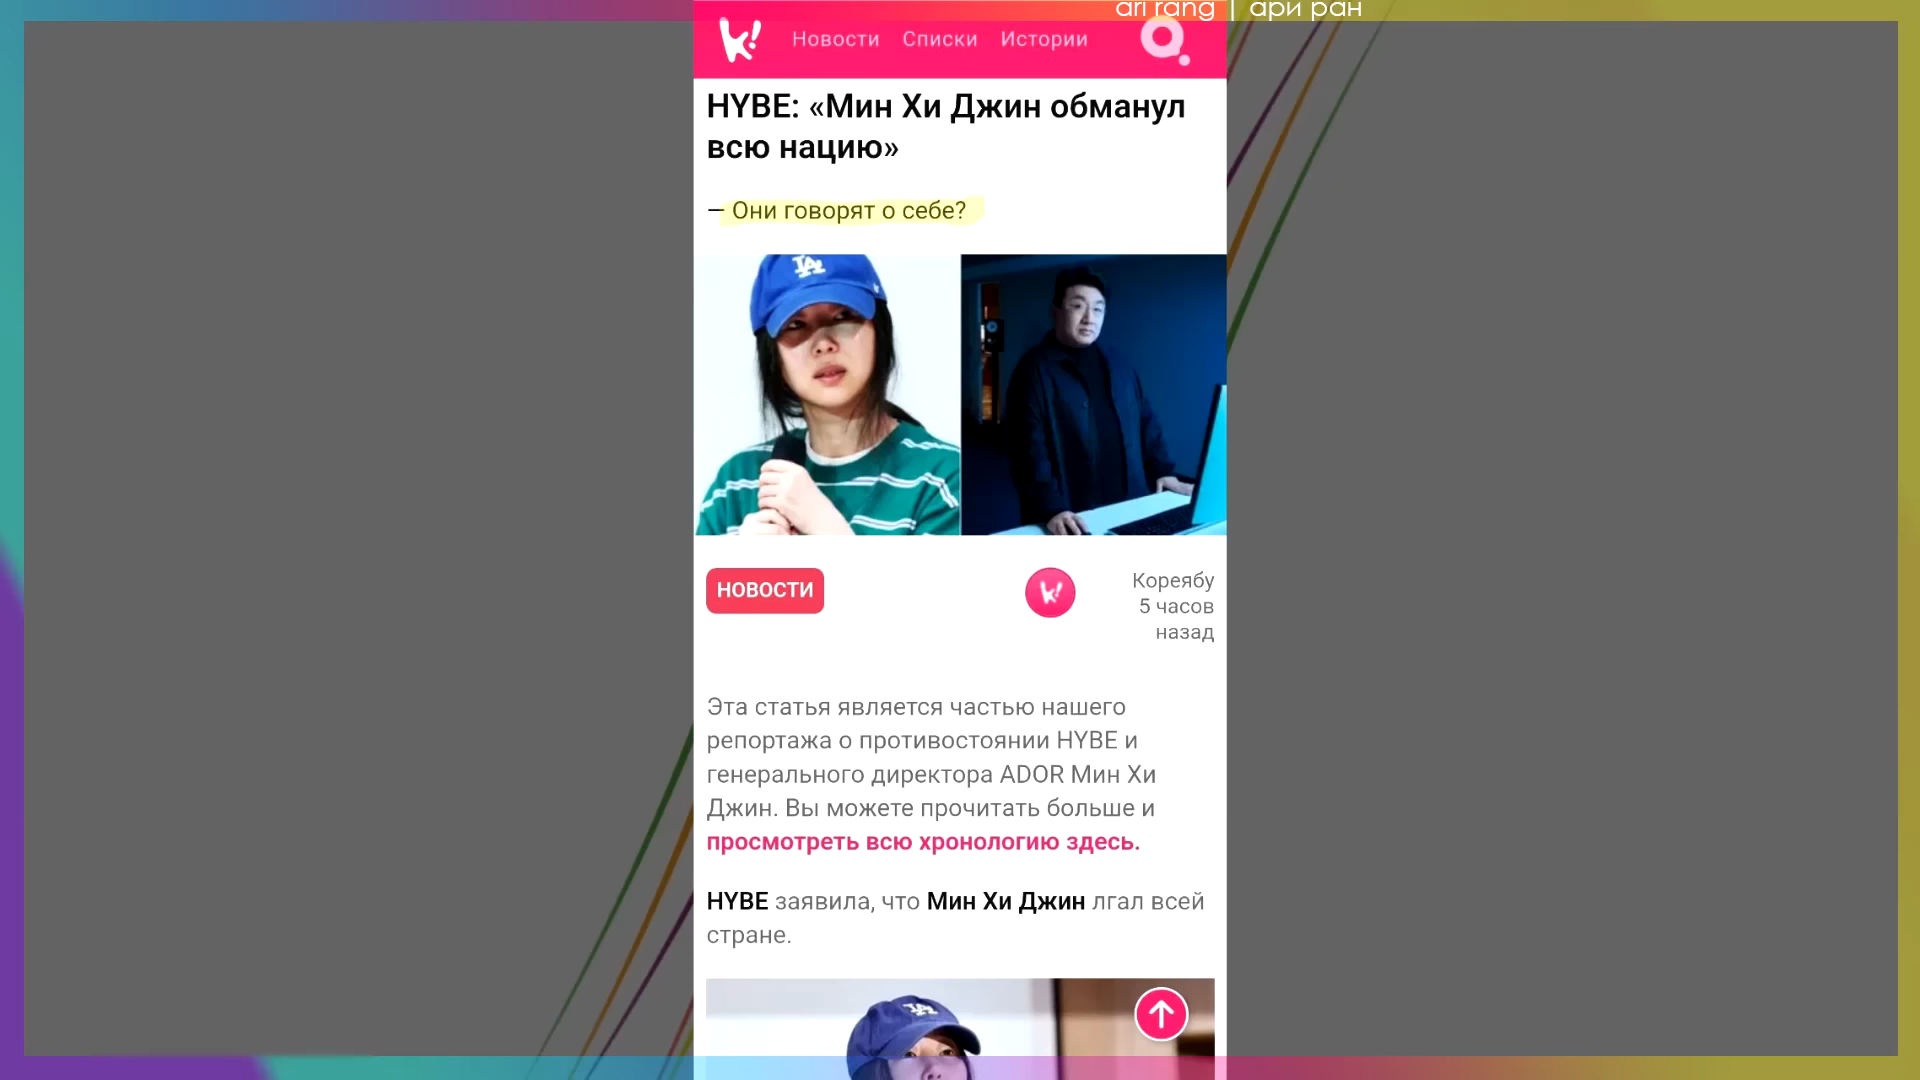 ari rang | ари ран
k! Новости Списки Истории
HYBE: «Мин Хи Джин обманул
всю нацию»
— Они говорят о себе?
LA
НОВОСТИ
k!
Кореябу
5 часов
назад
Эта статья является частью нашего
репортажа о противостоянии HYBE и
генерального директора ADOR Мин Хи
Джин. Вы можете прочитать больше и
просмотреть всю хронологию здесь.
HYBE заявила, что Мин Хи Джин лгал всей
стране.
LA